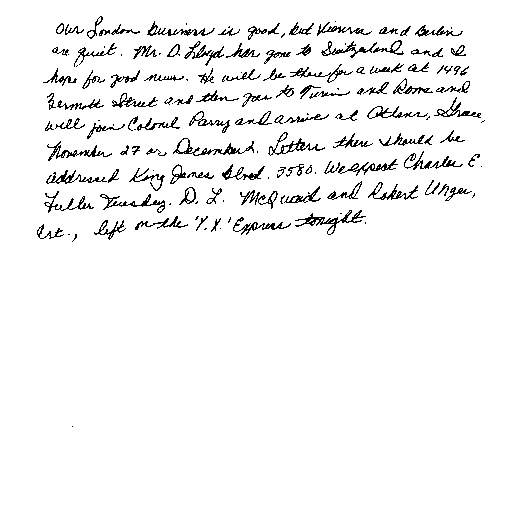 Our London business is good, but Vienna and Berlin
are quiet. Mr. D. Lloyd has gone to Switzerland and I
hope for good news. He will be there for a week at 1496
Zermott Street and then goes to Turin and Rome and
will join Colonel Parry and arrive at Athens, Greece,
November 27 or December 2. Letters there should be
addressed King James Blvd. 3580. We expect Charles E.
Fuller Tuesday. D. L. McQuaid and Robert Unger,
Esq., left on the 'Y.X.' Express tonight.